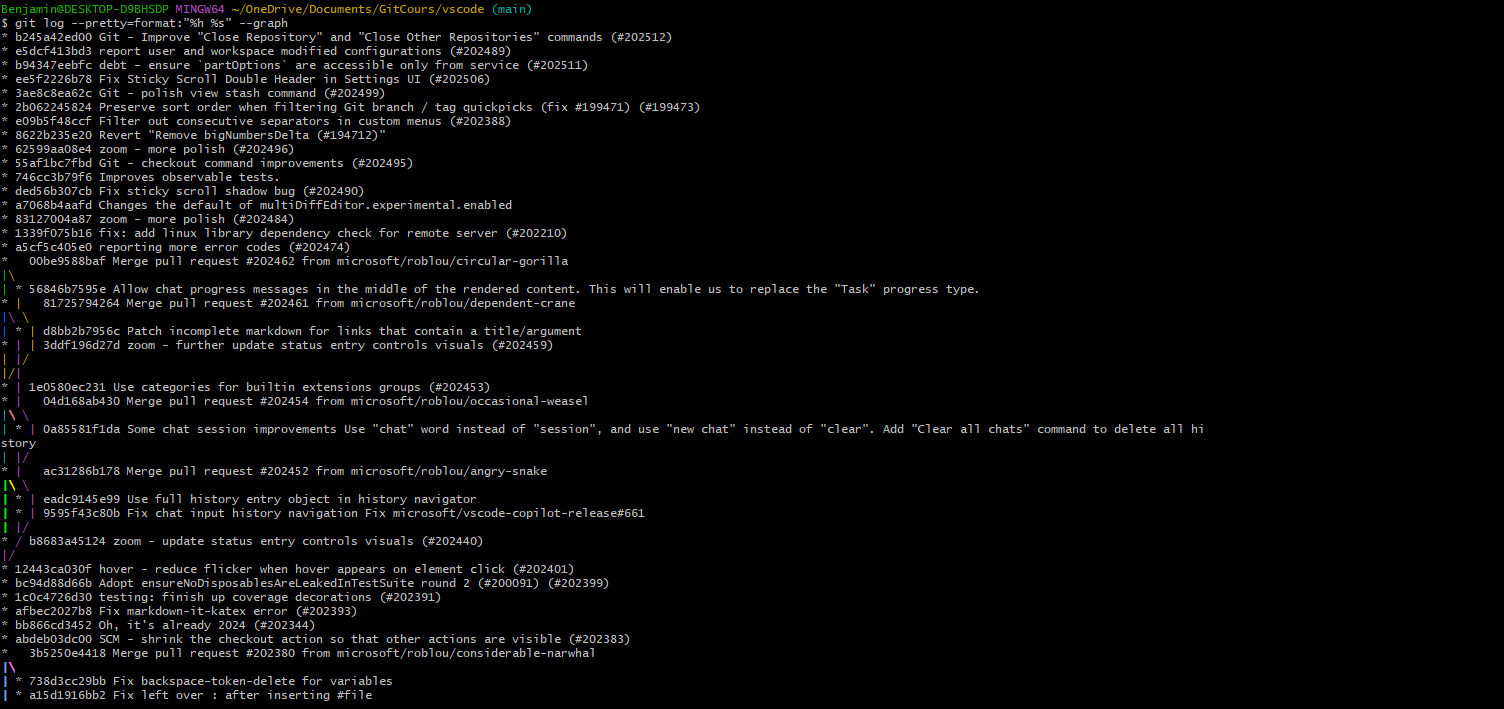 Benjamin@DESKTOP-D9BHSDP MINGW64 ~/OneDrive/Documents/GitCours/vscode (main)
$ git log --pretty=format:"%h %s" --graph
* b245a42ed00 Git - Improve "Close Repository" and "Close Other Repositories" commands (#202512)
* e5dcf413bd3 report user and workspace modified configurations (#202489)
* b94347eebfc debt - ensure `partOptions` are accessible only from service (#202511)
* ee5f2226b78 Fix Sticky Scroll Double Header in Settings UI (#202506)
* 3ae8c8ea62c Git - polish view stash command (#202499)
* 2b062245824 Preserve sort order when filtering Git branch / tag quickpicks (fix #199471) (#199473)
* e09b5f48ccf Filter out consecutive separators in custom menus (#202388)
* 8622b235e20 Revert "Remove bigNumbersDelta (#194712)"
* 62599aa08e4 zoom - more polish (#202496)
* 55af1bc7fbd Git - checkout command improvements (#202495)
* 746cc3b79f6 Improves observable tests.
* ded56b307cb Fix sticky scroll shadow bug (#202490)
* a7068b4aafd Changes the default of multiDiffEditor.experimental.enabled
* 83127004a87 zoom - more polish (#202484)
* 1339f075b16 fix: add linux library dependency check for remote server (#202210)
* a5cf5c405e0 reporting more error codes (#202474)
*   00be9588baf Merge pull request #202462 from microsoft/roblou/circular-gorilla
|\
| * 56846b7595e Allow chat progress messages in the middle of the rendered content. This will enable us to replace the "Task" progress type.
* |   81725794264 Merge pull request #202461 from microsoft/roblou/dependent-crane
|\ \
| * | d8bb2b7956c Patch incomplete markdown for links that contain a title/argument
* | | 3ddf196d27d zoom - further update status entry controls visuals (#202459)
| |/
|/|
* | 1e0580ec231 Use categories for builtin extensions groups (#202453)
* |   04d168ab430 Merge pull request #202454 from microsoft/roblou/occasional-weasel
|\ \
| * | 0a85581f1da Some chat session improvements Use "chat" word instead of "session", and use "new chat" instead of "clear". Add "Clear all chats" command to delete all hi
story
| |/
* |   ac31286b178 Merge pull request #202452 from microsoft/roblou/angry-snake
|\ \
| * | eadc9145e99 Use full history entry object in history navigator
| * | 9595f43c80b Fix chat input history navigation Fix microsoft/vscode-copilot-release#661
| |/
* / b8683a45124 zoom - update status entry controls visuals (#202440)
|/
* 12443ca030f hover - reduce flicker when hover appears on element click (#202401)
* bc94d88d66b Adopt ensureNoDisposablesAreLeakedInTestSuite round 2 (#200091) (#202399)
* 1c0c4726d30 testing: finish up coverage decorations (#202391)
* afbec2027b8 Fix markdown-it-katex error (#202393)
* bb866cd3452 Oh, it's already 2024 (#202344)
* abdeb03dc00 SCM - shrink the checkout action so that other actions are visible (#202383)
*   3b5250e4418 Merge pull request #202380 from microsoft/roblou/considerable-narwhal
|\
| * 738d3cc29bb Fix backspace-token-delete for variables
| * a15d1916bb2 Fix left over : after inserting #file